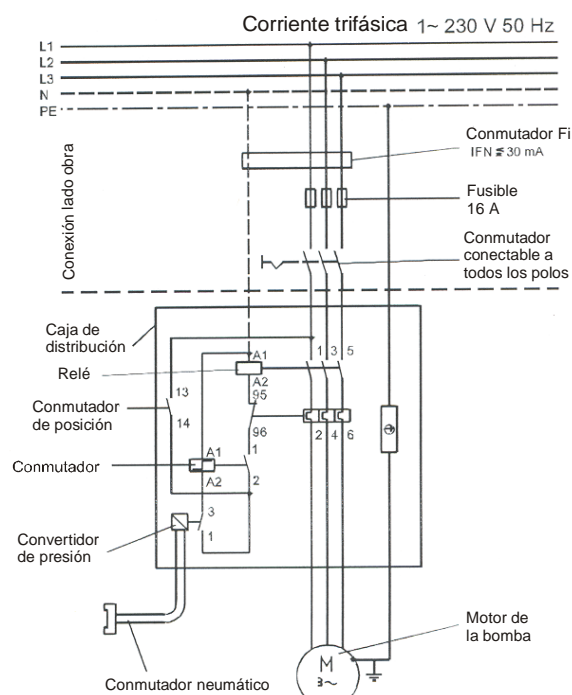 Corriente trifásica 1~ 230 V 50 Hz
L1
L2
L3
N
PE
Conexión lado obra
Conmutador Fi
IFN ≦ 30 mA
Fusible
16 A
Conmutador
conectable a
todos los polos
Caja de
distribución
Relé
Conmutador
de posición
Conmutador
Convertidor
de presión
Conmutador neumático
Motor de
la bomba
A1
A2
95
96
13
14
A1
A2
1
2
3
1
1 3 5
2 4 6
M
3~